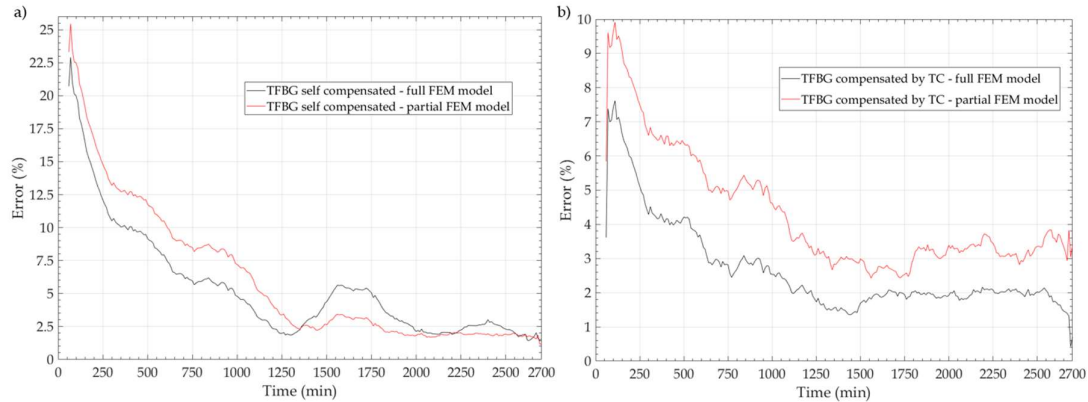 a)
25
22.5
20
17.5
15
12.5
10
7.5
5
2.5
0
Error (%)
TFBG self compensated - full FEM model
TFBG self compensated - partial FEM model
0 250 500 750 1000 1250 1500 1750 2000 2250 2700
Time (min)
b)
10
9
8
7
6
5
4
3
2
1
0
Error (%)
TFBG compensated by TC - full FEM model
TFBG compensated by TC - partial FEM model
0 250 500 750 1000 1250 1500 1750 2000 2250 2500 2700
Time (min)